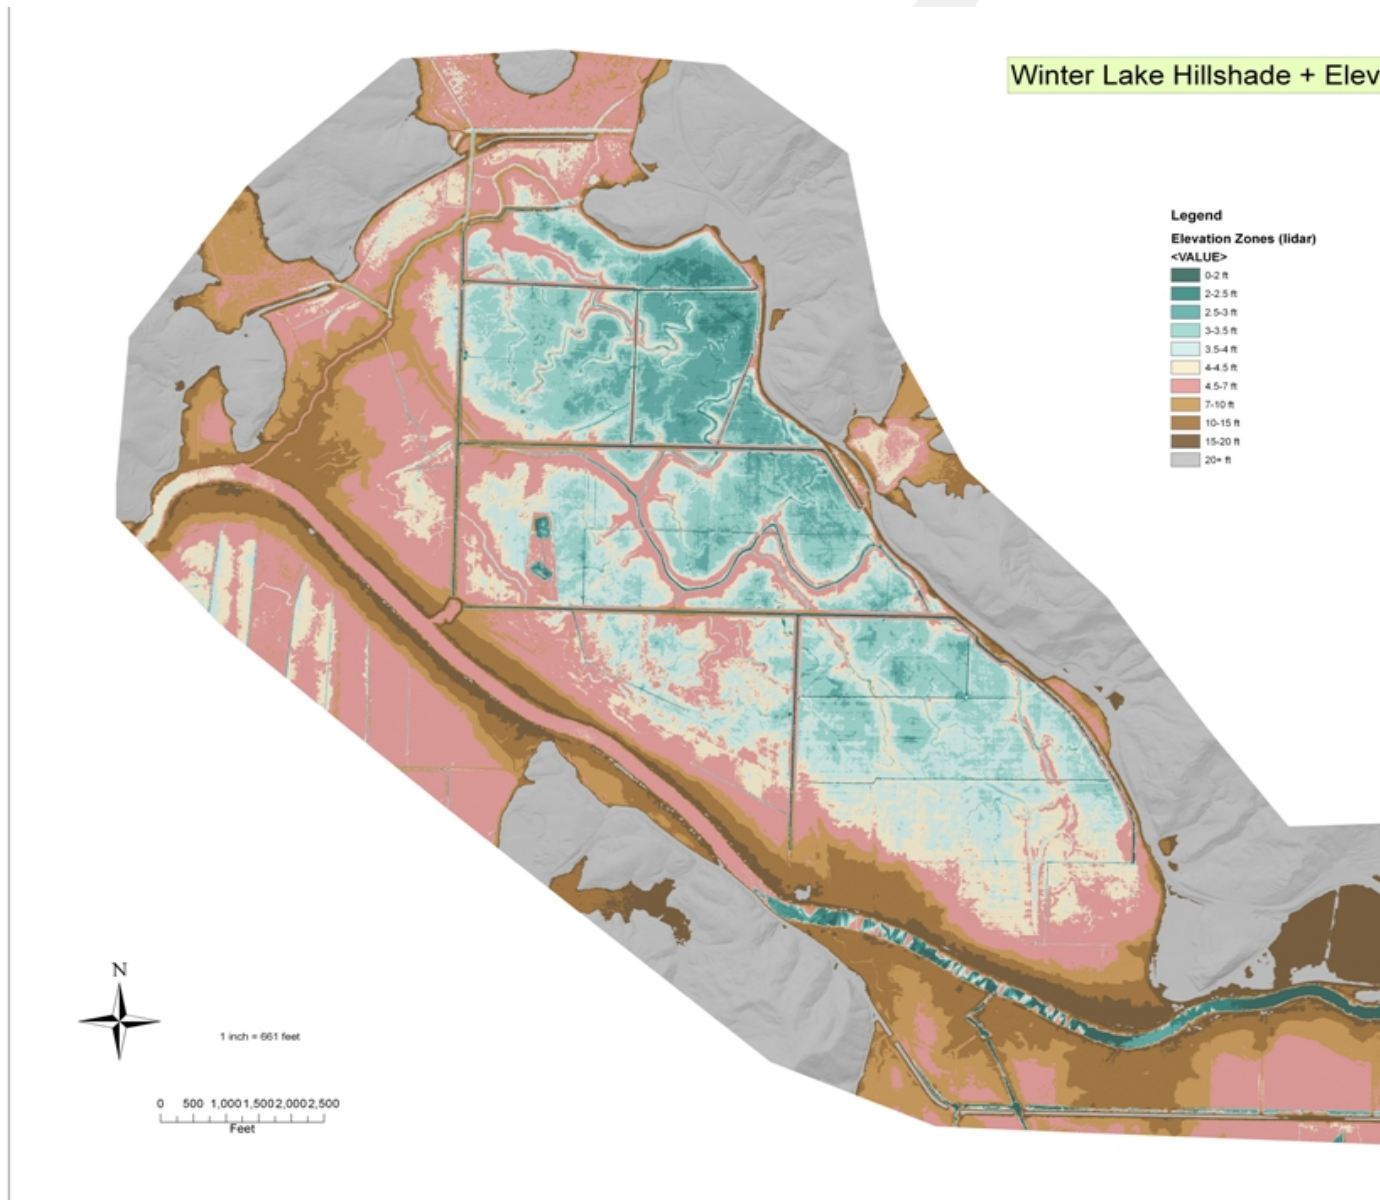 Winter Lake Hillshade + Elev
Legend
Elevation Zones (lidar)
<VALUE>
0-2 ft
2-2.5 ft
2.5-3 ft
3-3.5 ft
3.5-4 ft
4-4.5 ft
4.5-7 ft
7-10 ft
10-15 ft
15-20 ft
20+ ft
N
1 inch = 661 feet
0 500 1,000 1,500 2,000 2,500
Feet